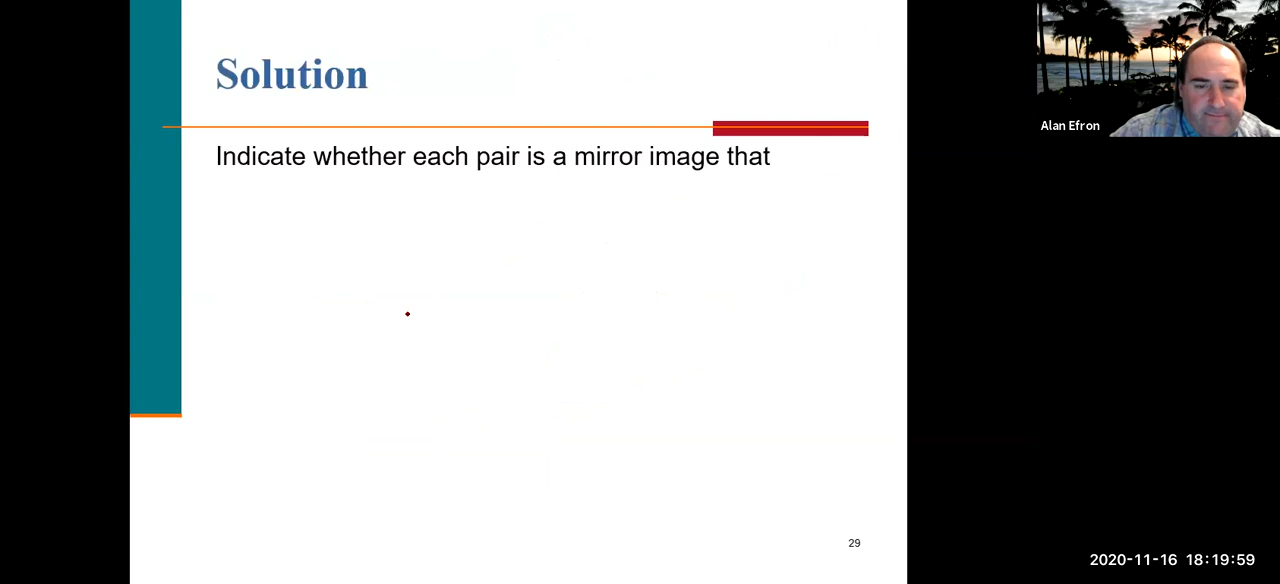 Solution
Indicate whether each pair is a mirror image that
29
Alan Efron
2020-11-16 18:19:59